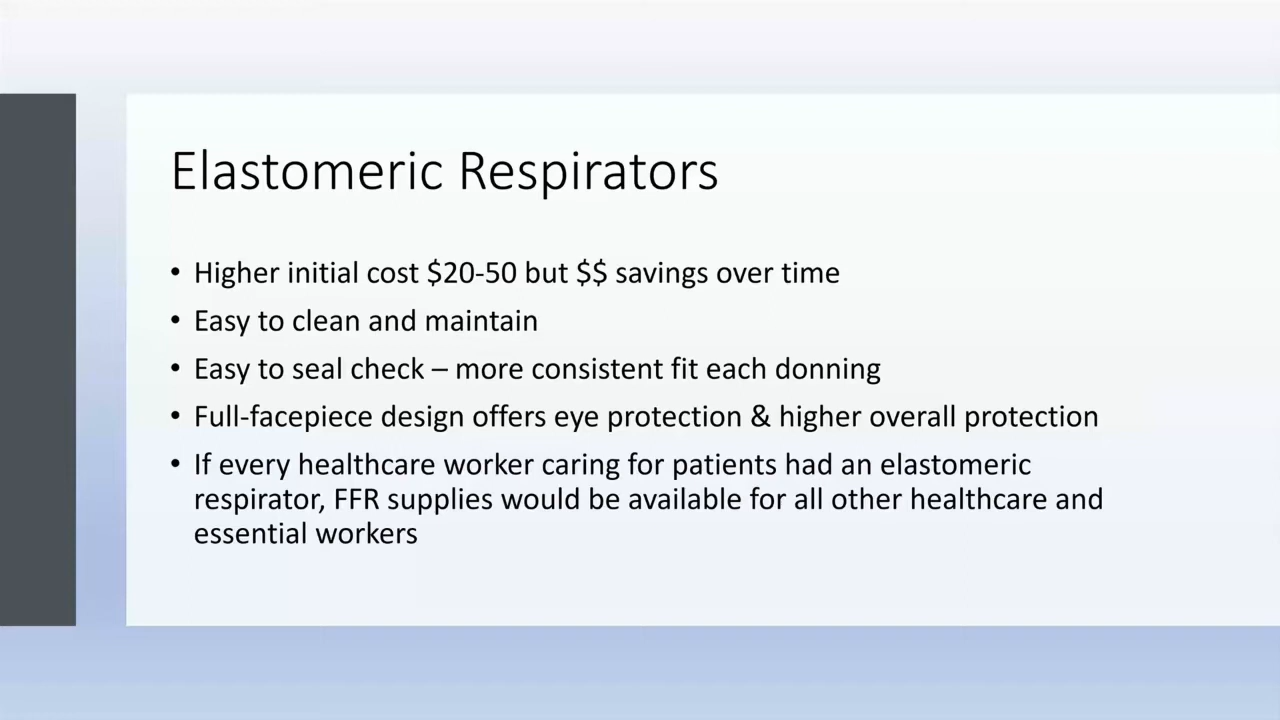 Elastomeric Respirators
• Higher initial cost $20-50 but $$ savings over time
• Easy to clean and maintain
• Easy to seal check – more consistent fit each donning
• Full-facepiece design offers eye protection & higher overall protection
• If every healthcare worker caring for patients had an elastomeric
respirator, FFR supplies would be available for all other healthcare and
essential workers